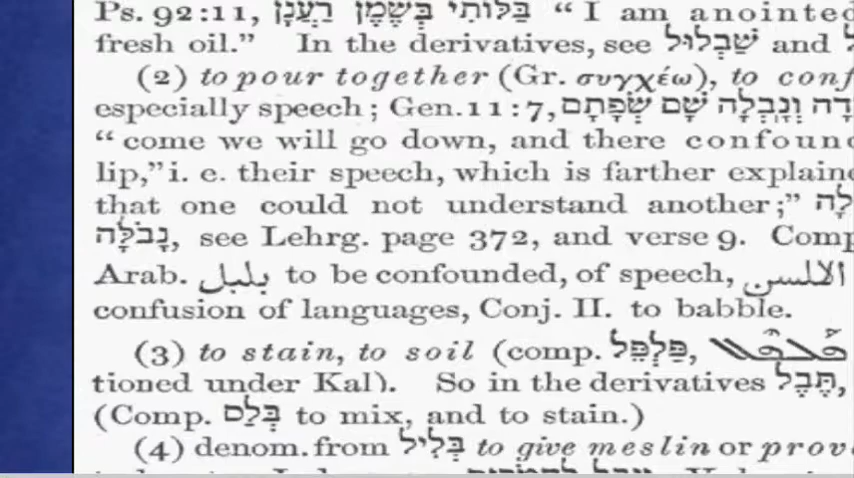 Ps. 92:11, בַּלּוֹתִי בְּשֶׁמֶן רַעֲנָן “ I am anointed
fresh oil.” In the derivatives, see שַׁבְלוּל and
(2) to pour together (Gr. συγχέω), to conf
especially speech; Gen. 11:7, דָה וְנָבְלָה שָׁם שְׂפָתָם
“ come we will go down, and there confoun
lip,” i. e. their speech, which is farther explaine
that one could not understand another;” לָה
נָבֹלָּה, see Lehrg. page 372, and verse 9. Comp
Arab. بلبل to be confounded, of speech, الالسن
confusion of languages, Conj. II. to babble.
(3) to stain, to soil (comp. פַּלְפֵּל,
tioned under Kal). So in the derivatives תֶּבֶל,
(Comp. בְּלַם to mix, and to stain.)
(4) denom. from בְּלִיל to give meslin or prov